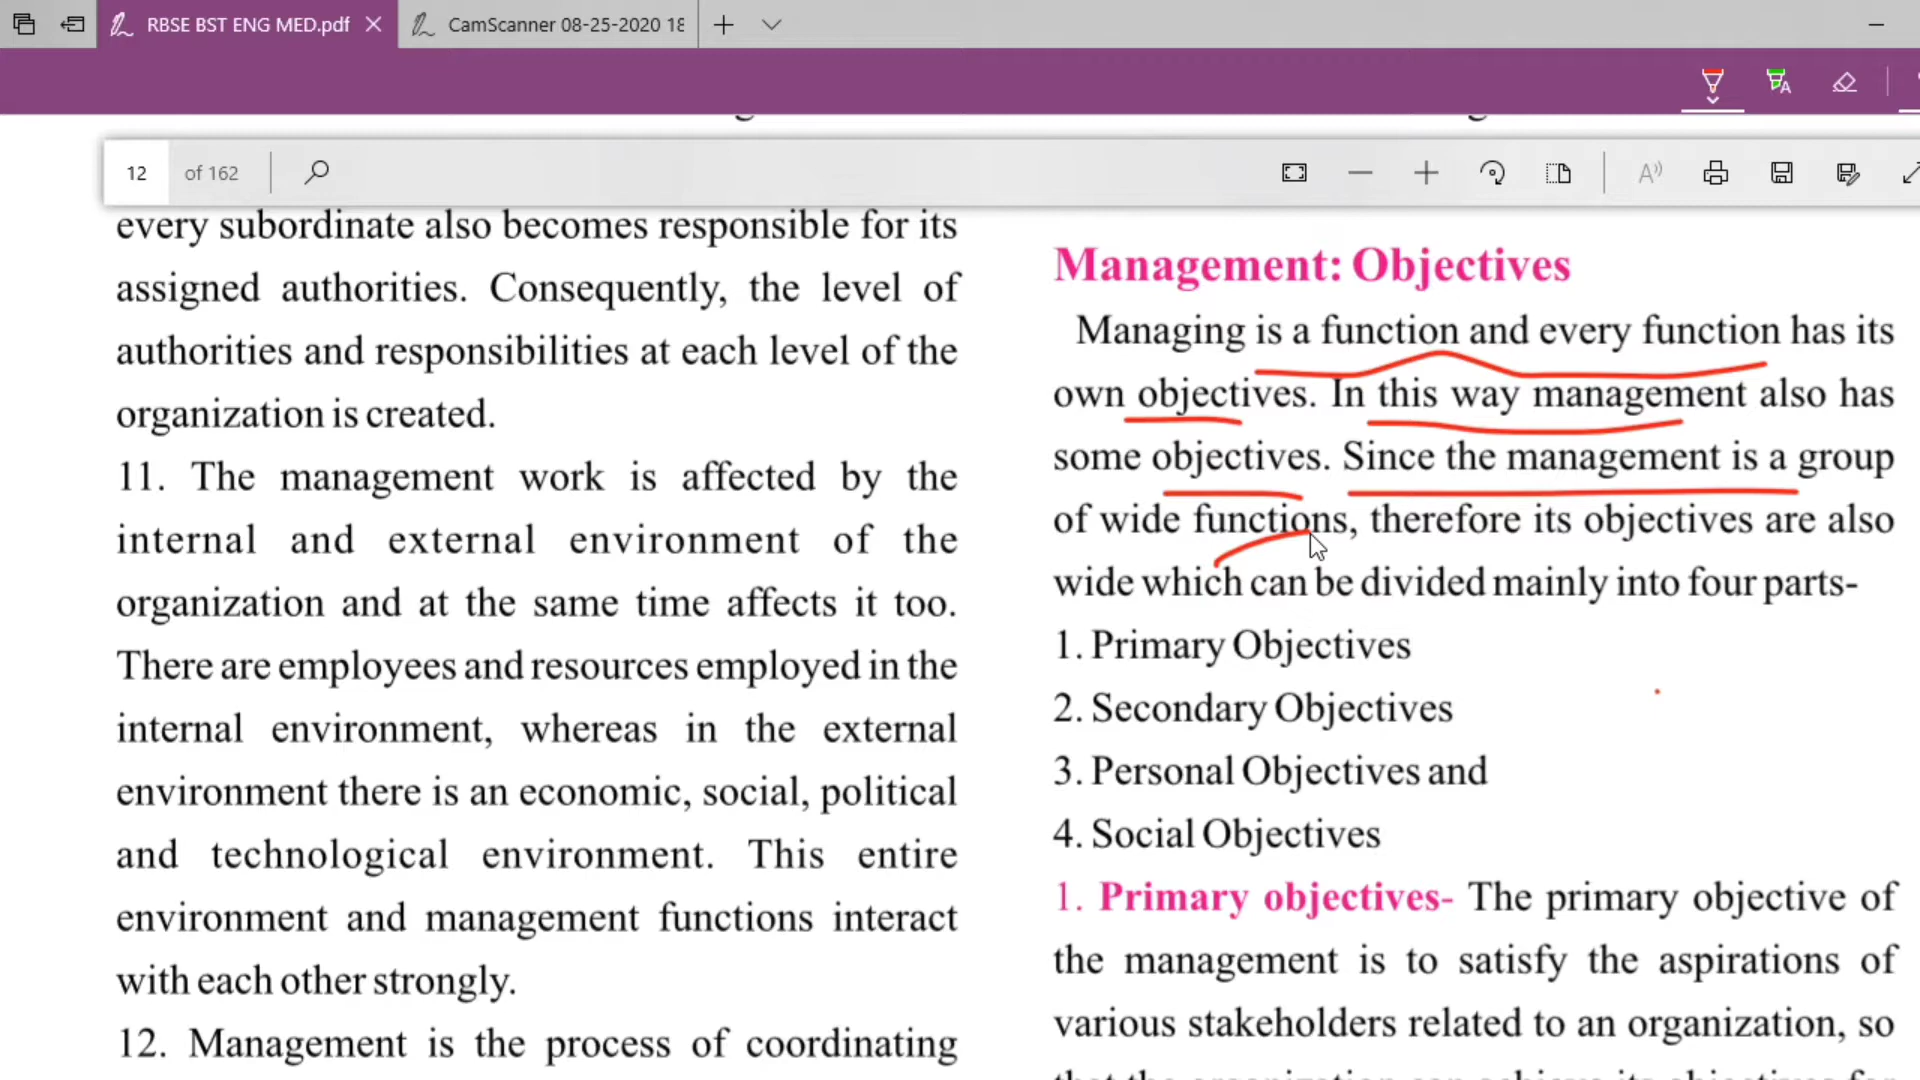 RBSE BST ENG MED.pdf
CamScanner 08-25-2020 18
12 of 162
every subordinate also becomes responsible for its
assigned authorities. Consequently, the level of
authorities and responsibilities at each level of the
organization is created.
11. The management work is affected by the
internal and external environment of the
organization and at the same time affects it too.
There are employees and resources employed in the
internal environment, whereas in the external
environment there is an economic, social, political
and technological environment. This entire
environment and management functions interact
with each other strongly.
12. Management is the process of coordinating
Management: Objectives
Managing is a function and every function has its
own objectives. In this way management also has
some objectives. Since the management is a group
of wide functions, therefore its objectives are also
wide which can be divided mainly into four parts-
1. Primary Objectives
2. Secondary Objectives
3. Personal Objectives and
4. Social Objectives
1. Primary objectives- The primary objective of
the management is to satisfy the aspirations of
various stakeholders related to an organization, so